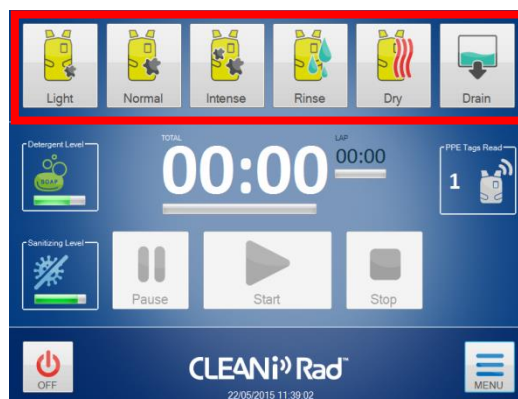 Light
Normal
Intense
Rinse
Dry
Drain
Detergent Level
SOAP
TOTAL
00:00
LAP
00:00
PPE Tags Read
1
Sanitizing Level
Pause
Start
Stop
OFF
CLEANi Rad™
22/05/2015 11:39:02
MENU